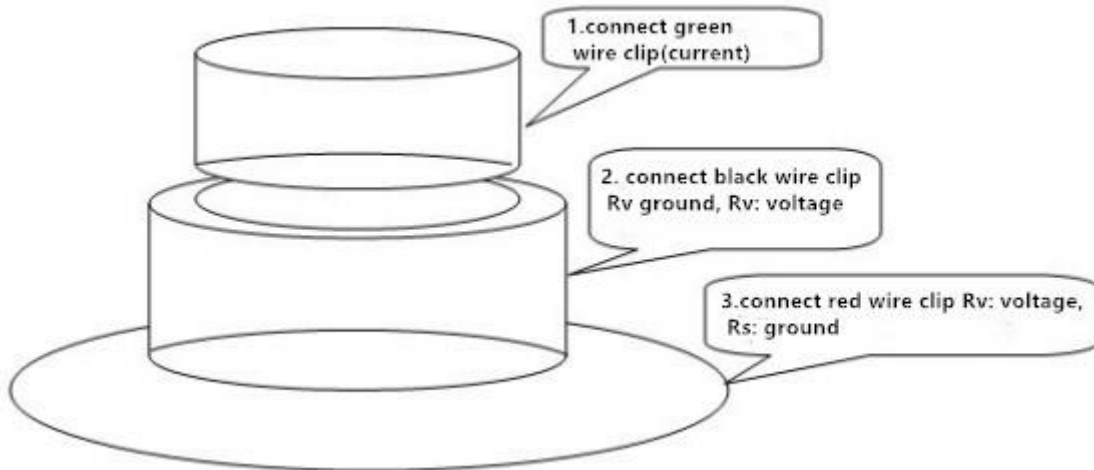 1.connect green
wire clip(current)
2. connect black wire clip
Rv ground, Rv: voltage
3.connect red wire clip Rv: voltage,
Rs: ground